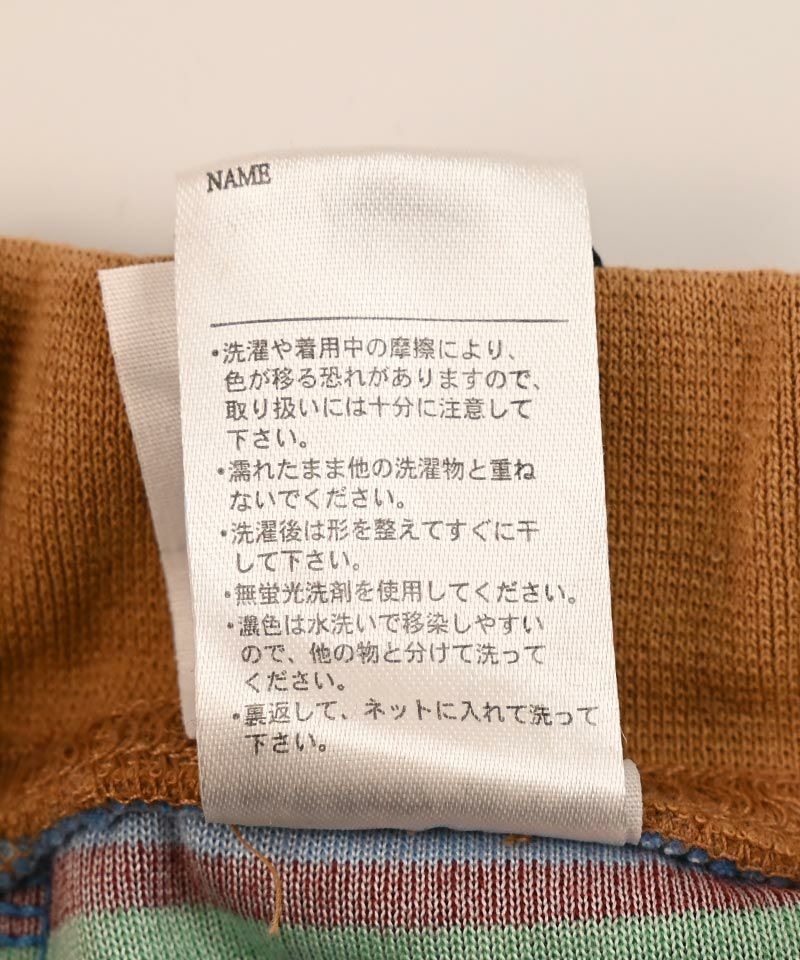 NAME
・洗濯や着用中の摩擦により、
色が移る恐れがありますので、
取り扱いには十分に注意して
下さい。
・濡れたまま他の洗濯物と重ね
ないでください。
・洗濯後は形を整えてすぐに干
して下さい。
・無蛍光洗剤を使用してください。
・濃色は水洗いで移染しやすい
ので、他の物と分けて洗って
ください。
・裏返して、ネットに入れて洗って
下さい。